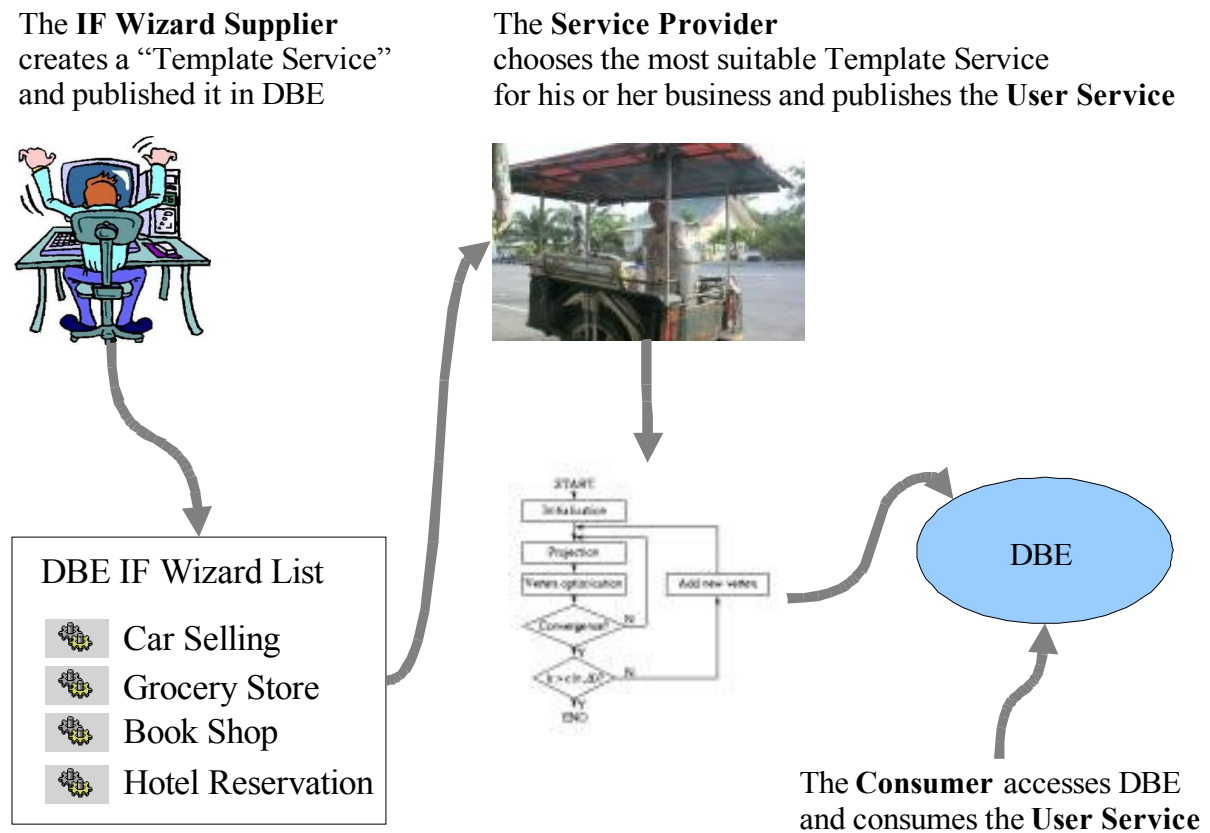 The IF Wizard Supplier
creates a “Template Service”
and published it in DBE
The Service Provider
chooses the most suitable Template Service
for his or her business and publishes the User Service
START
Initialisation
Projection
Vertex optimisation
Add new vertex
Convergence?
N
Y
N
Y
END
DBE
DBE IF Wizard List
Car Selling
Grocery Store
Book Shop
Hotel Reservation
The Consumer accesses DBE
and consumes the User Service